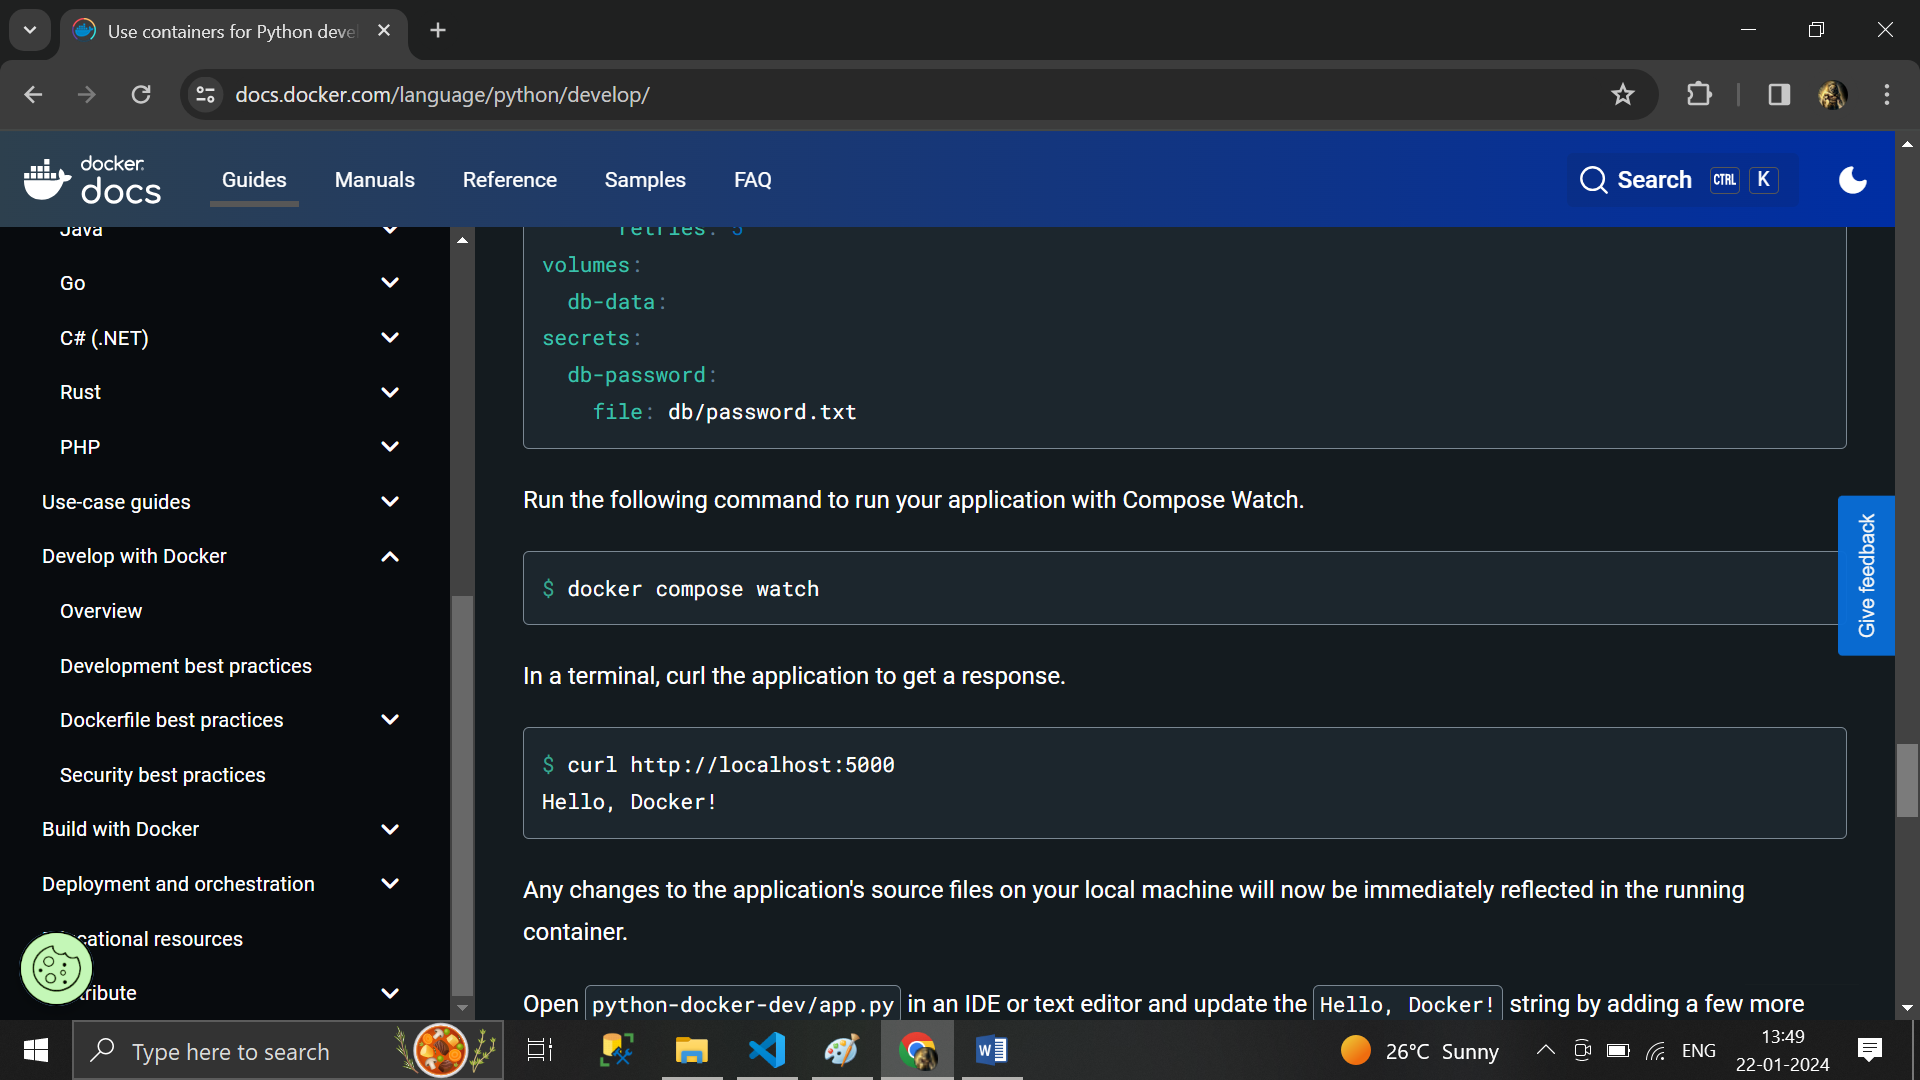 Use containers for Python deve
docs.docker.com/language/python/develop/
docker
docs
Guides
Manuals
Reference
Samples
FAQ
Search
CTRL
K
Java
Go
C# (.NET)
Rust
PHP
Use-case guides
Develop with Docker
Overview
Development best practices
Dockerfile best practices
Security best practices
Build with Docker
Deployment and orchestration
cational resources
tribute
retries: 5
volumes:
db-data:
secrets:
db-password:
file: db/password.txt
Run the following command to run your application with Compose Watch.
$ docker compose watch
In a terminal, curl the application to get a response.
$ curl http://localhost:5000
Hello, Docker!
Any changes to the application's source files on your local machine will now be immediately reflected in the running
container.
Open python-docker-dev/app.py in an IDE or text editor and update the Hello, Docker! string by adding a few more
Give feedback
Type here to search
26°C Sunny
ENG
13:49
22-01-2024